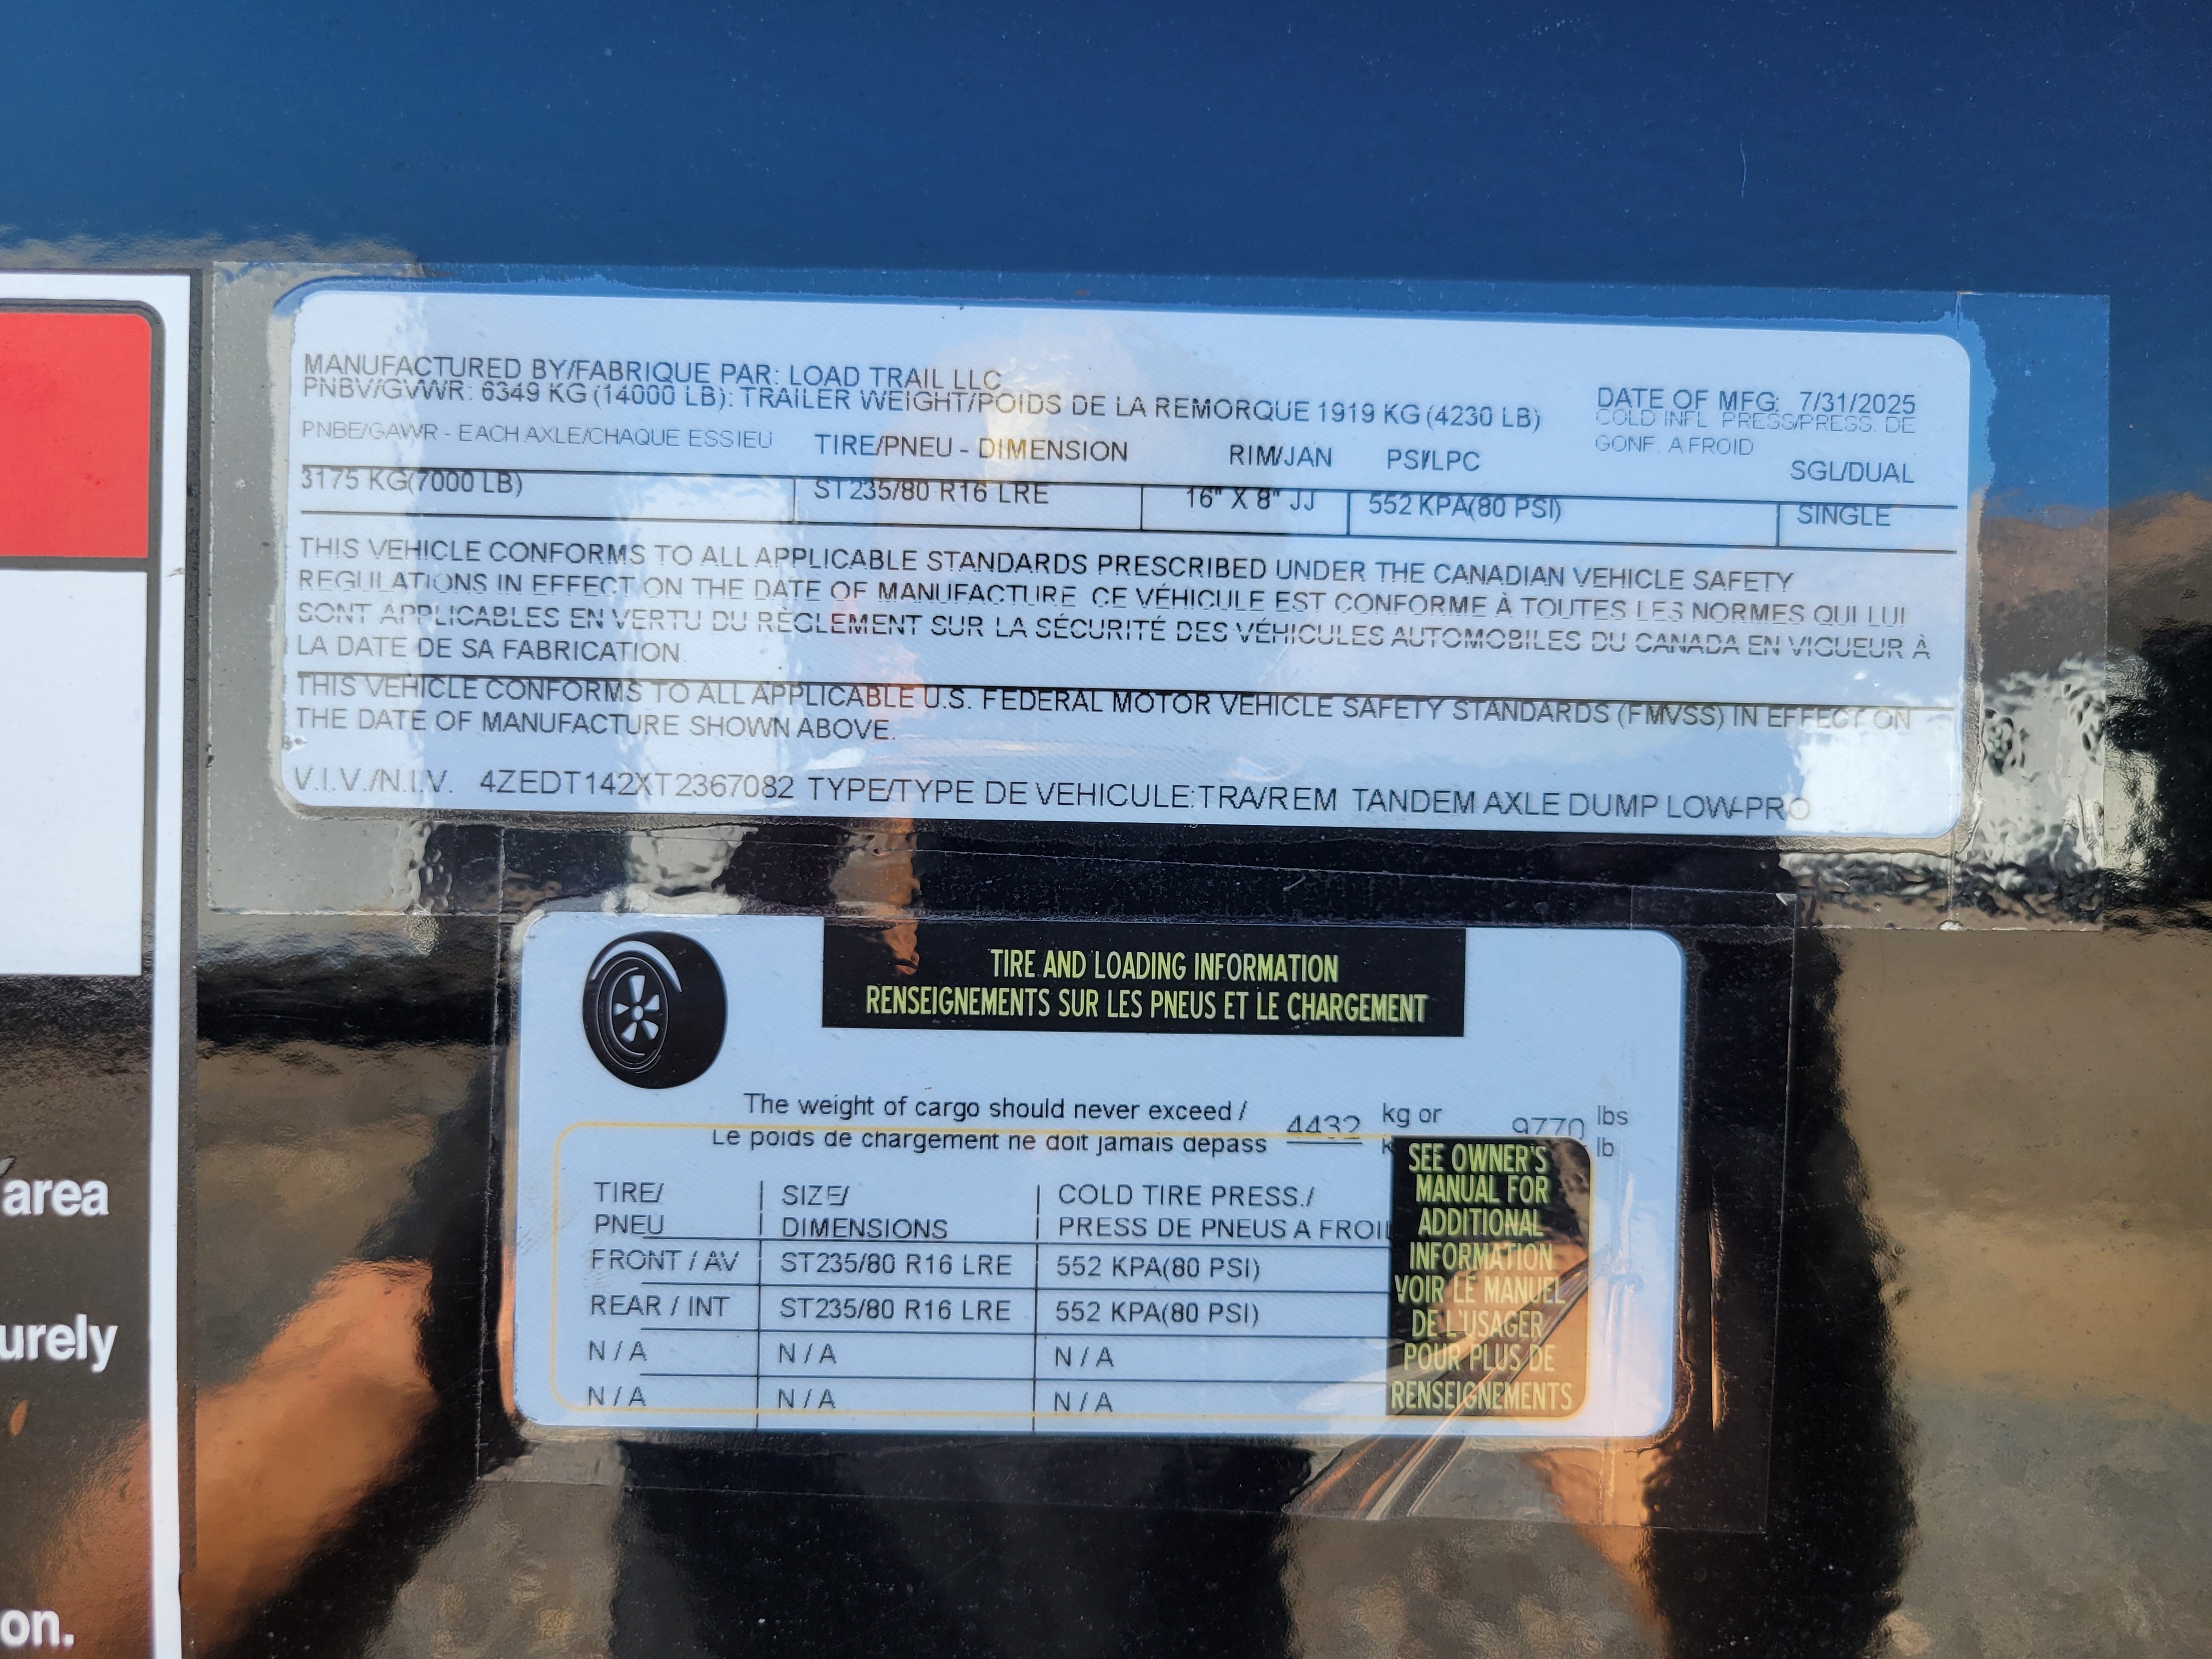 MANUFACTURED BY/FABRIQUE PAR: LOAD TRAIL LLC
PNBV/GVWR: 6349 KG (14000 LB): TRAILER WEIGHT/POIDS DE LA REMORQUE 1919 KG (4230 LB)
DATE OF MFG: 7/31/2025
COLD INFL PRESS/PRESS. DE
GONF. A FROID
PNBE/GAWR - EACH AXLE/CHAQUE ESSIEU TIRE/PNEU - DIMENSION RIM/JAN PSI/LPC SGL/DUAL
3175 KG(7000 LB) ST235/80 R16 LRE 16" X 8" JJ 552 KPA(80 PSI) SINGLE
THIS VEHICLE CONFORMS TO ALL APPLICABLE STANDARDS PRESCRIBED UNDER THE CANADIAN VEHICLE SAFETY
REGULATIONS IN EFFECT ON THE DATE OF MANUFACTURE CE VÉHICULE EST CONFORME À TOUTES LES NORMES QUI LUI
SONT APPLICABLES EN VERTU DU RÈGLEMENT SUR LA SÉCURITÉ DES VÉHICULES AUTOMOBILES DU CANADA EN VIGUEUR À
LA DATE DE SA FABRICATION.
THIS VEHICLE CONFORMS TO ALL APPLICABLE U.S. FEDERAL MOTOR VEHICLE SAFETY STANDARDS (FMVSS) IN EFFECT ON
THE DATE OF MANUFACTURE SHOWN ABOVE.
V.I.V./N.I.V. 4ZEDT142XT2367082 TYPE/TYPE DE VEHICULE:TRA/REM TANDEM AXLE DUMP LOW-PRO
TIRE AND LOADING INFORMATION
RENSEIGNEMENTS SUR LES PNEUS ET LE CHARGEMENT
The weight of cargo should never exceed / 4432 kg or 9770 lbs
Le poids de chargement ne doit jamais depass k lb
TIRE/ SIZE/ COLD TIRE PRESS./
PNEU DIMENSIONS PRESS DE PNEUS A FROI
FRONT / AV ST235/80 R16 LRE 552 KPA(80 PSI)
REAR / INT ST235/80 R16 LRE 552 KPA(80 PSI)
N / A N / A N / A
N / A N / A N / A
SEE OWNER'S
MANUAL FOR
ADDITIONAL
INFORMATION
VOIR LE MANUEL
DE L'USAGER
POUR PLUS DE
RENSEIGNEMENTS
area
urely
on.